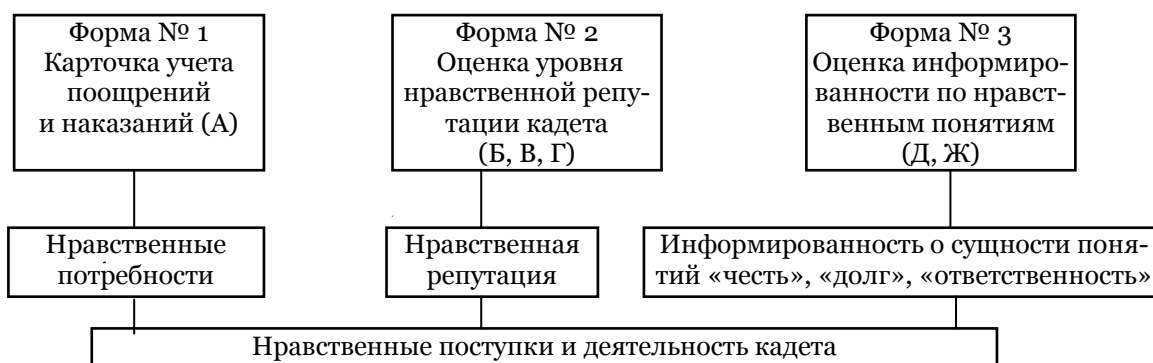 Форма № 1
Карточка учета
поощрений
и наказаний (А)
Форма № 2
Оценка уровня
нравственной репу-
тации кадета
(Б, В, Г)
Форма № 3
Оценка информиро-
ванности по нравст-
венным понятиям
(Д, Ж)
Нравственные
потребности
Нравственная
репутация
Информированность о сущности поня-
тий «честь», «долг», «ответственность»
Нравственные поступки и деятельность кадета